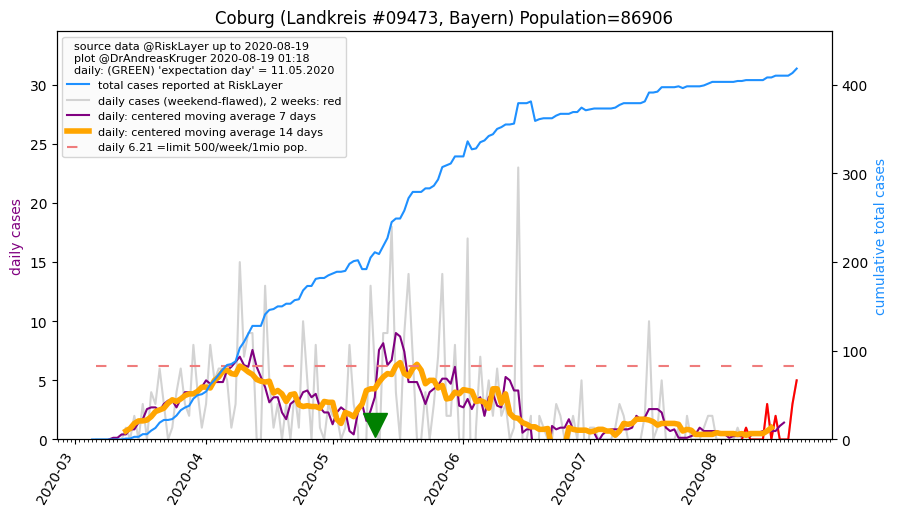 Coburg (Landkreis #09473, Bayern) Population=86906
source data @RiskLayer up to 2020-08-19
plot @DrAndreasKruger 2020-08-19 01:18
daily: (GREEN) 'expectation day' = 11.05.2020
total cases reported at RiskLayer
daily cases (weekend-flawed), 2 weeks: red
daily: centered moving average 7 days
daily: centered moving average 14 days
daily 6.21 =limit 500/week/1mio pop.
daily cases
30
25
20
15
10
5
0
cumulative total cases
400
300
200
100
0
2020-03
2020-04
2020-05
2020-06
2020-07
2020-08